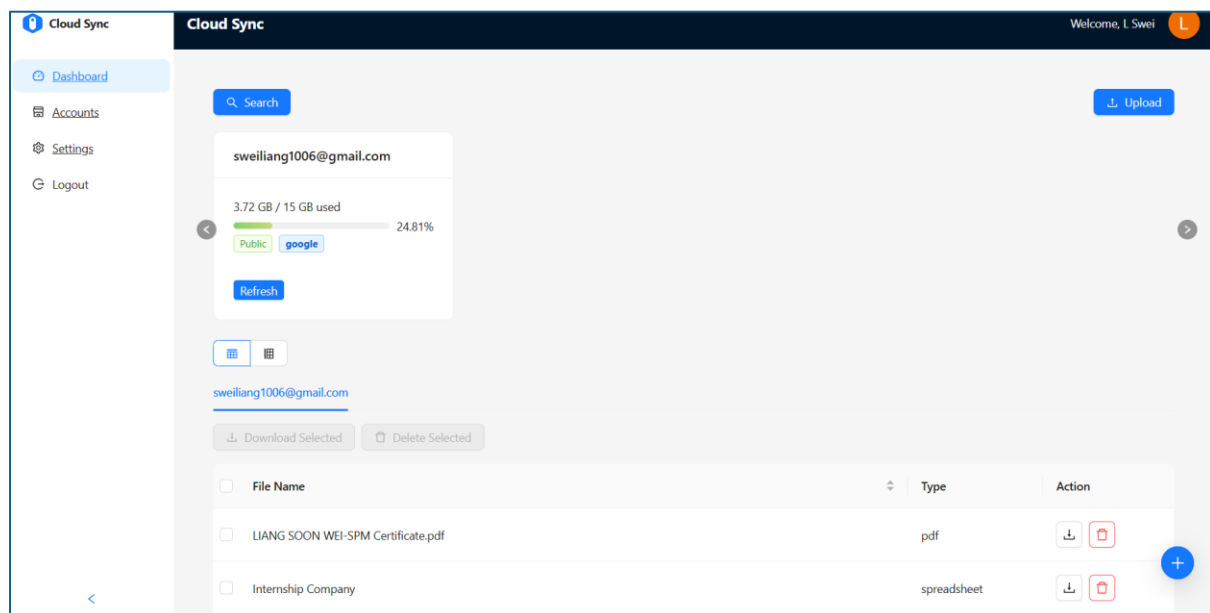 Cloud Sync
Cloud Sync
Welcome, L Swei
L
Dashboard
Accounts
Settings
Logout
Search
Upload
sweiliang1006@gmail.com
3.72 GB / 15 GB used
24.81%
Public google
Refresh
sweiliang1006@gmail.com
Download Selected
Delete Selected
File Name Type Action
LIANG SOON WEI-SPM Certificate.pdf pdf
Internship Company spreadsheet